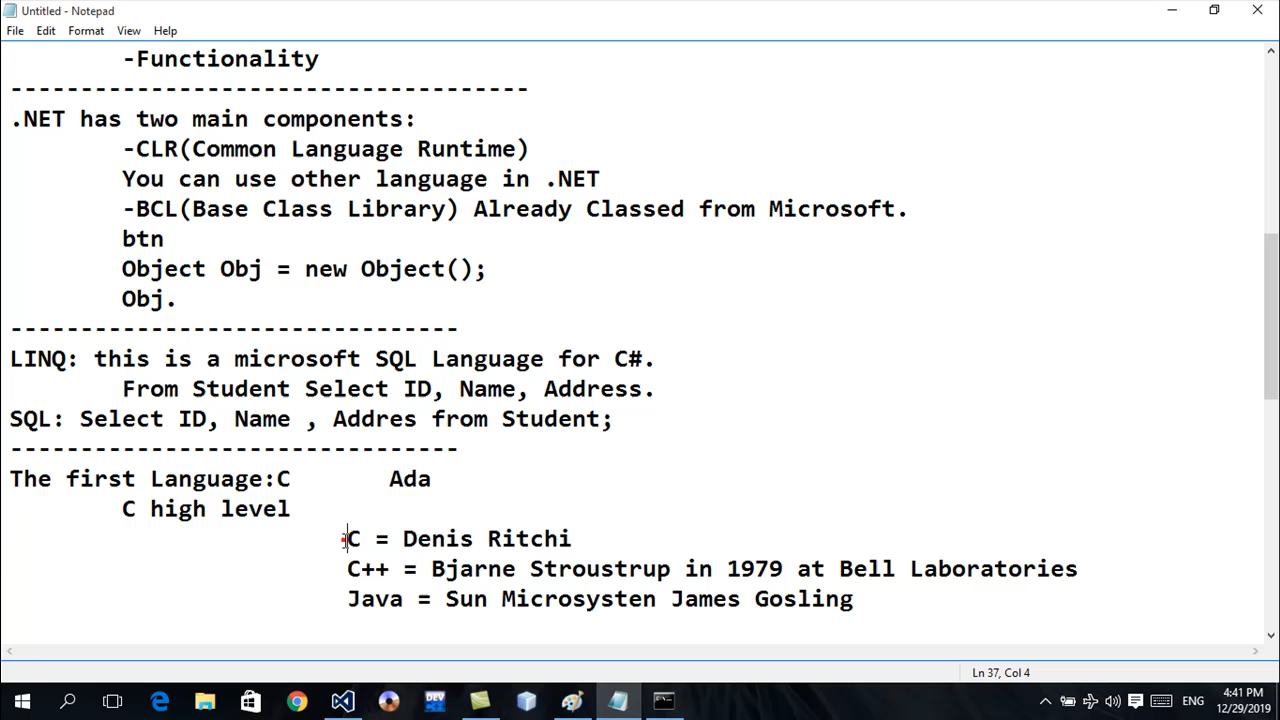 Untitled - Notepad
File Edit Format View Help
-Functionality
-------------------------------------
.NET has two main components:
-CLR(Common Language Runtime)
You can use other language in .NET
-BCL(Base Class Library) Already Classed from Microsoft.
btn
Object Obj = new Object();
Obj.
--------------------------------
LINQ: this is a microsoft SQL Language for C#.
From Student Select ID, Name, Address.
SQL: Select ID, Name , Addres from Student;
--------------------------------
The first Language:C Ada
C high level
C = Denis Ritchi
C++ = Bjarne Stroustrup in 1979 at Bell Laboratories
Java = Sun Microsysten James Gosling
Ln 37, Col 4
DEV
ENG
4:41 PM
12/29/2019